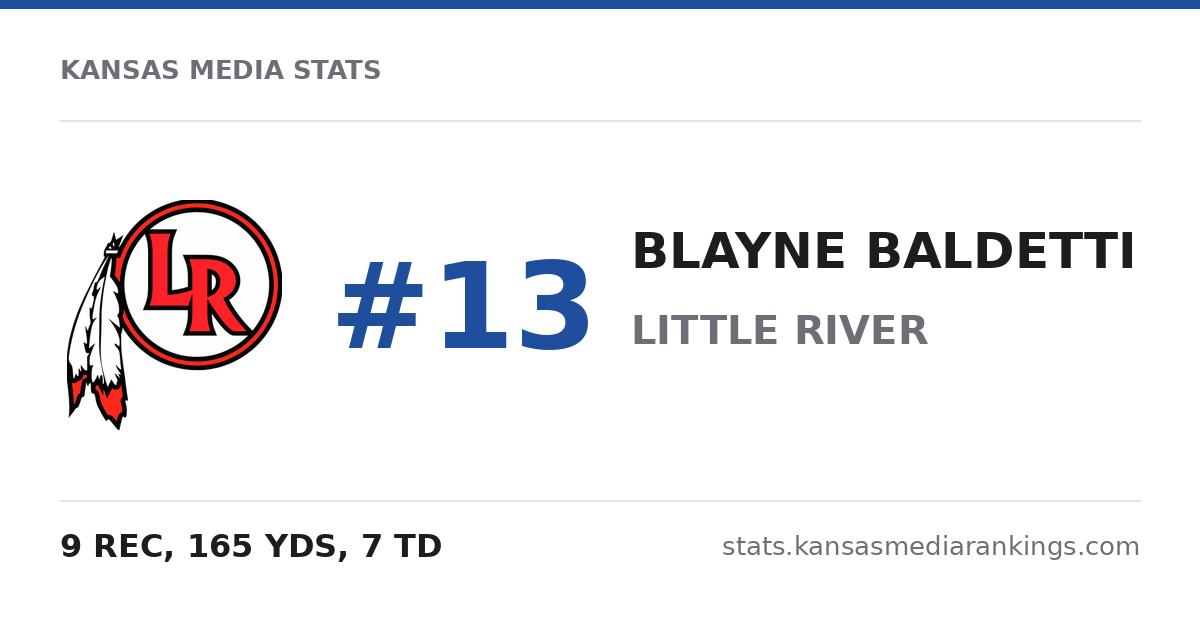 KANSAS MEDIA STATS
LR
#13
BLAYNE BALDETTI
LITTLE RIVER
9 REC, 165 YDS, 7 TD
stats.kansasmediarankings.com